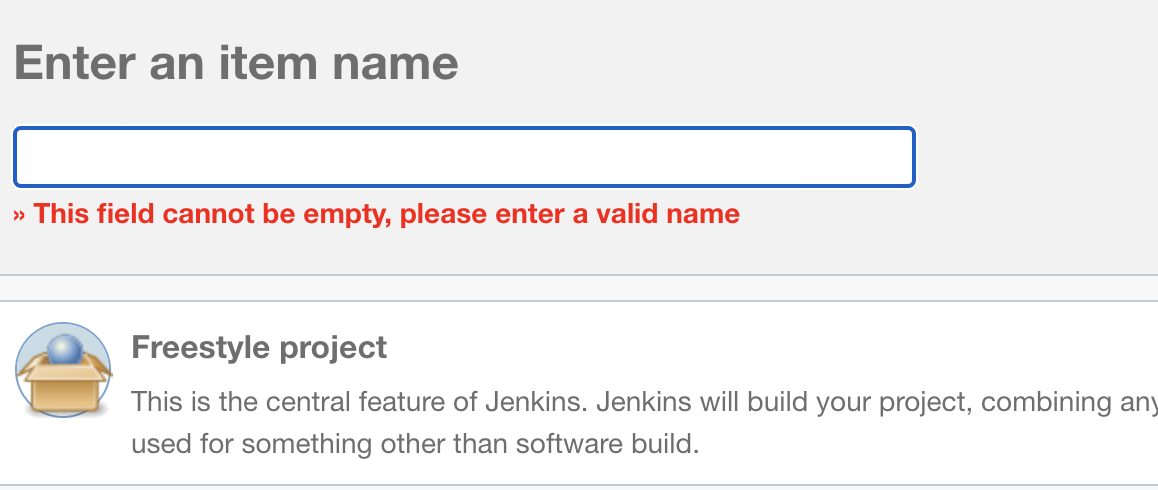 Enter an item name
» This field cannot be empty, please enter a valid name
Freestyle project
This is the central feature of Jenkins. Jenkins will build your project, combining any
used for something other than software build.